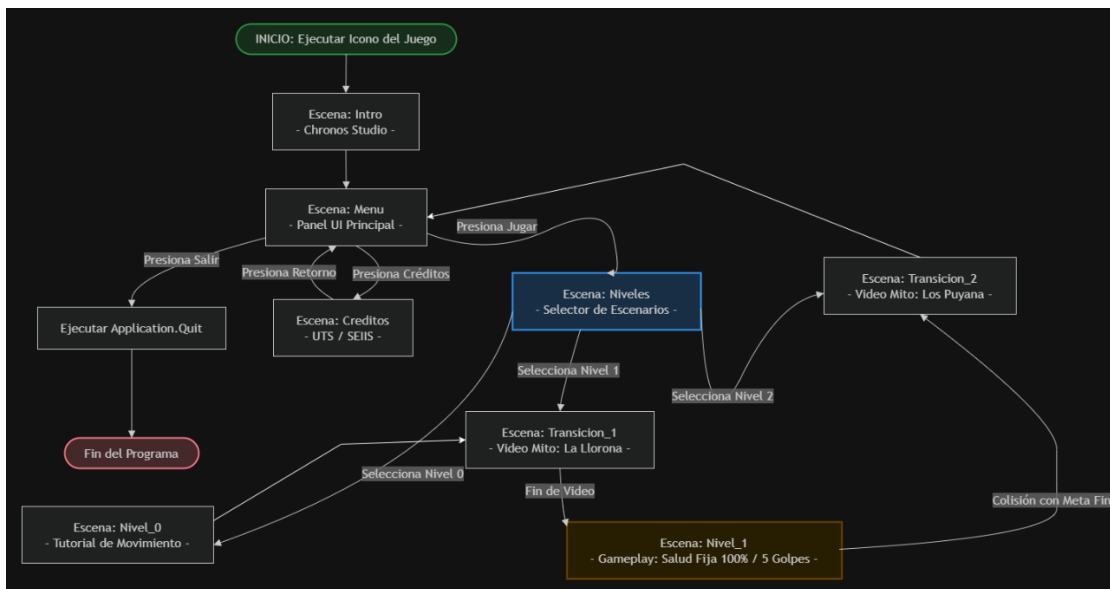 INICIO: Ejecutar Icono del Juego
Escena: Intro
- Chronos Studio -
Escena: Menu
- Panel UI Principal -
Presiona Jugar
Presiona Salir
Presiona Retorno
Presiona Créditos
Escena: Niveles
- Selector de Escenarios -
Escena: Transicion_2
- Video Mito: Los Puyana -
Ejecutar Application.Quit
Escena: Creditos
- UTS / SEIIS -
Selecciona Nivel 1
Selecciona Nivel 2
Escena: Transicion_1
- Video Mito: La Llorona -
Fin del Programa
Selecciona Nivel 0
Fin de Video
Colisión con Meta Fin
Escena: Nivel_0
- Tutorial de Movimiento -
Escena: Nivel_1
- Gameplay: Salud Fija 100% / 5 Golpes -